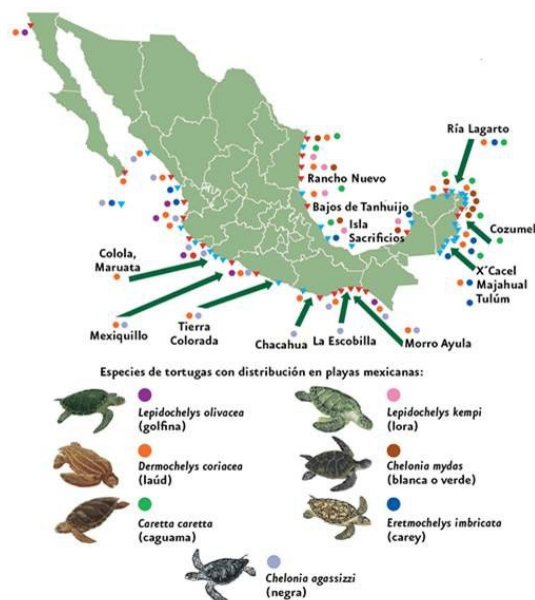 Ría Lagarto
Rancho Nuevo
Bajos de Tanhuijo
Isla
Sacrificios
Cozumel
X´Cacel
Majahual
Tulúm
Colola,
Maruata
Mexiquillo
Tierra
Colorada
Chacahua
La Escobilla
Morro Ayula
Especies de tortugas con distribución en playas mexicanas:
Lepidochelys olivacea
(golfina)
Lepidochelys kempi
(lora)
Dermochelys coriacea
(laúd)
Chelonia mydas
(blanca o verde)
Caretta caretta
(caguama)
Eretmochelys imbricata
(carey)
Chelonia agassizzi
(negra)